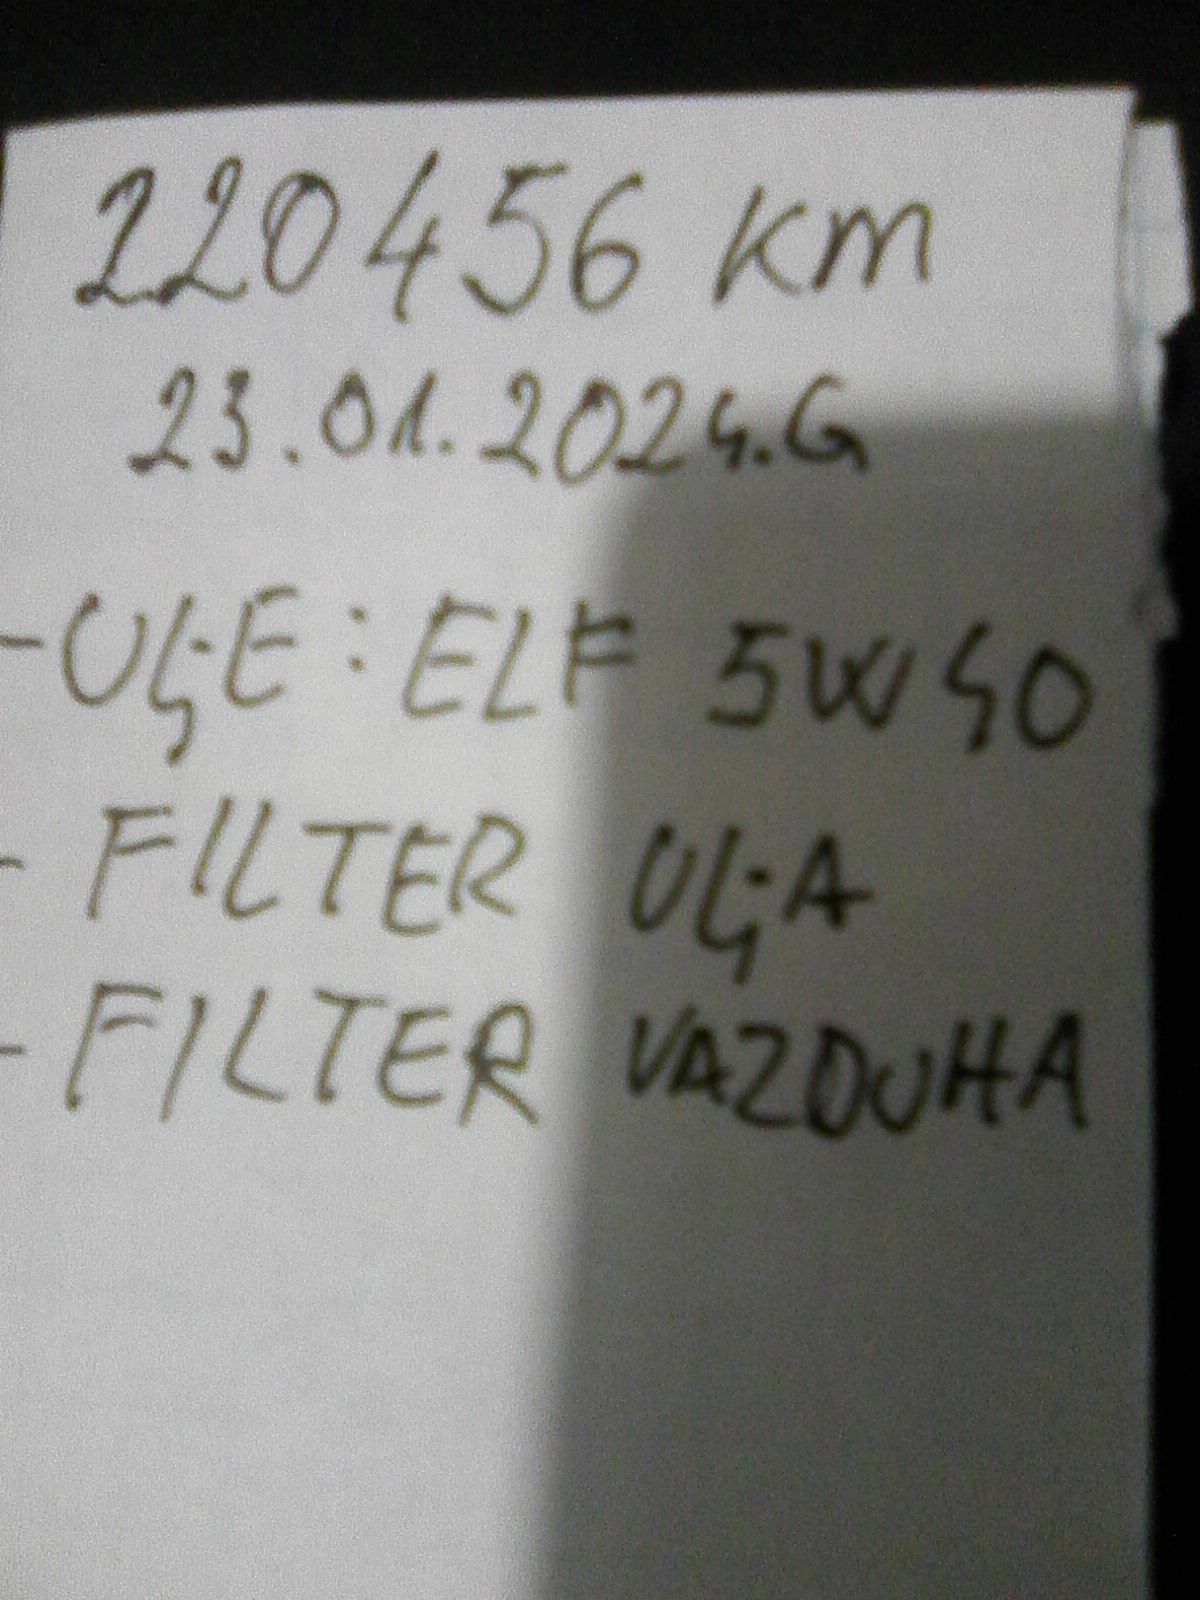 220456 KM
23.01.2024.G
- ULJE : ELF 5W40
- FILTER ULJA
- FILTER VAZDUHA